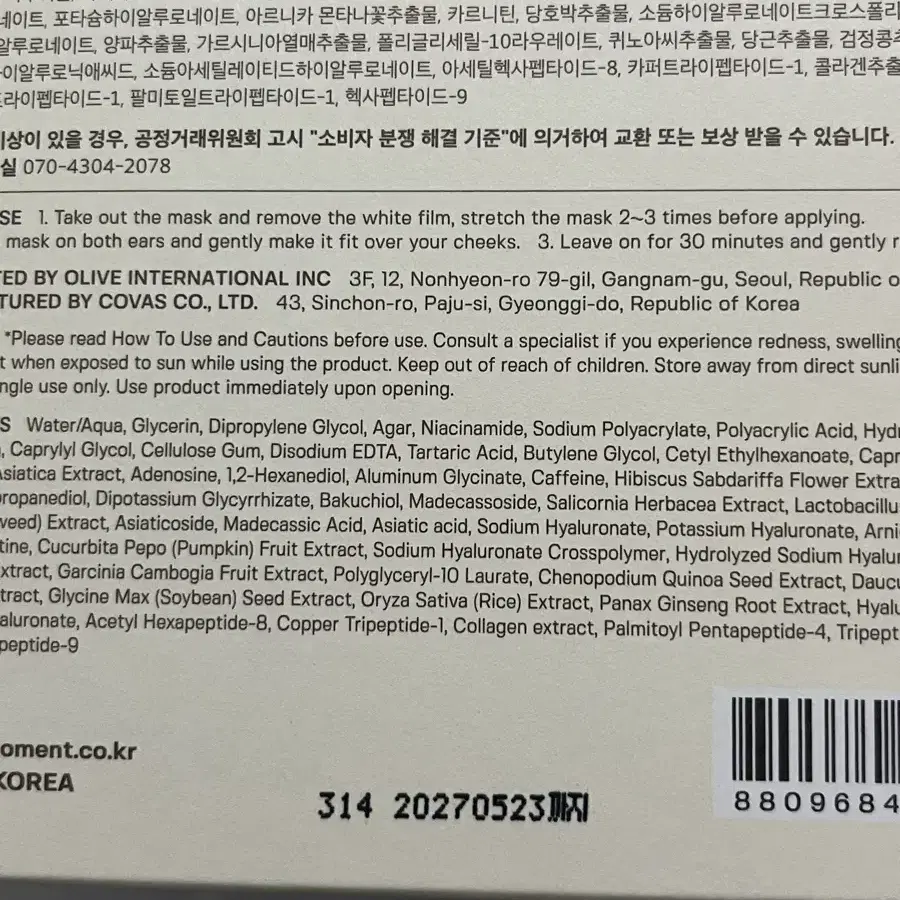 네이트, 포타슘하이알루로네이트, 아르니카 몬타나꽃추출물, 카르니틴, 당호박추출물, 소듐하이알루로네이트크로스폴리
알루로네이트, 양파추출물, 가르시니아열매추출물, 폴리글리세릴-10라우레이트, 퀴노아씨추출물, 당근추출물, 검정콩추
하이알루로닉애씨드, 소듐아세틸레이티드하이알루로네이트, 아세틸헥사펩타이드-8, 카퍼트라이펩타이드-1, 콜라겐추출
트라이펩타이드-1, 팔미토일트라이펩타이드-1, 헥사펩타이드-9
이상이 있을 경우, 공정거래위원회 고시 "소비자 분쟁 해결 기준"에 의거하여 교환 또는 보상 받을 수 있습니다.
실 070-4304-2078
SE 1. Take out the mask and remove the white film, stretch the mask 2~3 times before applying.
mask on both ears and gently make it fit over your cheeks. 3. Leave on for 30 minutes and gently r
TED BY OLIVE INTERNATIONAL INC 3F, 12, Nonhyeon-ro 79-gil, Gangnam-gu, Seoul, Republic o
TURED BY COVAS CO., LTD. 43, Sinchon-ro, Paju-si, Gyeonggi-do, Republic of Korea
*Please read How To Use and Cautions before use. Consult a specialist if you experience redness, swelling
t when exposed to sun while using the product. Keep out of reach of children. Store away from direct sunli
ngle use only. Use product immediately upon opening.
S Water/Aqua, Glycerin, Dipropylene Glycol, Agar, Niacinamide, Sodium Polyacrylate, Polyacrylic Acid, Hydr
, Caprylyl Glycol, Cellulose Gum, Disodium EDTA, Tartaric Acid, Butylene Glycol, Cetyl Ethylhexanoate, Capr
Asiatica Extract, Adenosine, 1,2-Hexanediol, Aluminum Glycinate, Caffeine, Hibiscus Sabdariffa Flower Extra
propanediol, Dipotassium Glycyrrhizate, Bakuchiol, Madecassoside, Salicornia Herbacea Extract, Lactobacillu
weed) Extract, Asiaticoside, Madecassic Acid, Asiatic acid, Sodium Hyaluronate, Potassium Hyaluronate, Arni
tine, Cucurbita Pepo (Pumpkin) Fruit Extract, Sodium Hyaluronate Crosspolymer, Hydrolyzed Sodium Hyalur
xtract, Garcinia Cambogia Fruit Extract, Polyglyceryl-10 Laurate, Chenopodium Quinoa Seed Extract, Daucu
tract, Glycine Max (Soybean) Seed Extract, Oryza Sativa (Rice) Extract, Panax Ginseng Root Extract, Hyalu
aluronate, Acetyl Hexapeptide-8, Copper Tripeptide-1, Collagen extract, Palmitoyl Pentapeptide-4, Tripept
peptide-9
oment.co.kr
KOREA
314 20270523까지
8809684